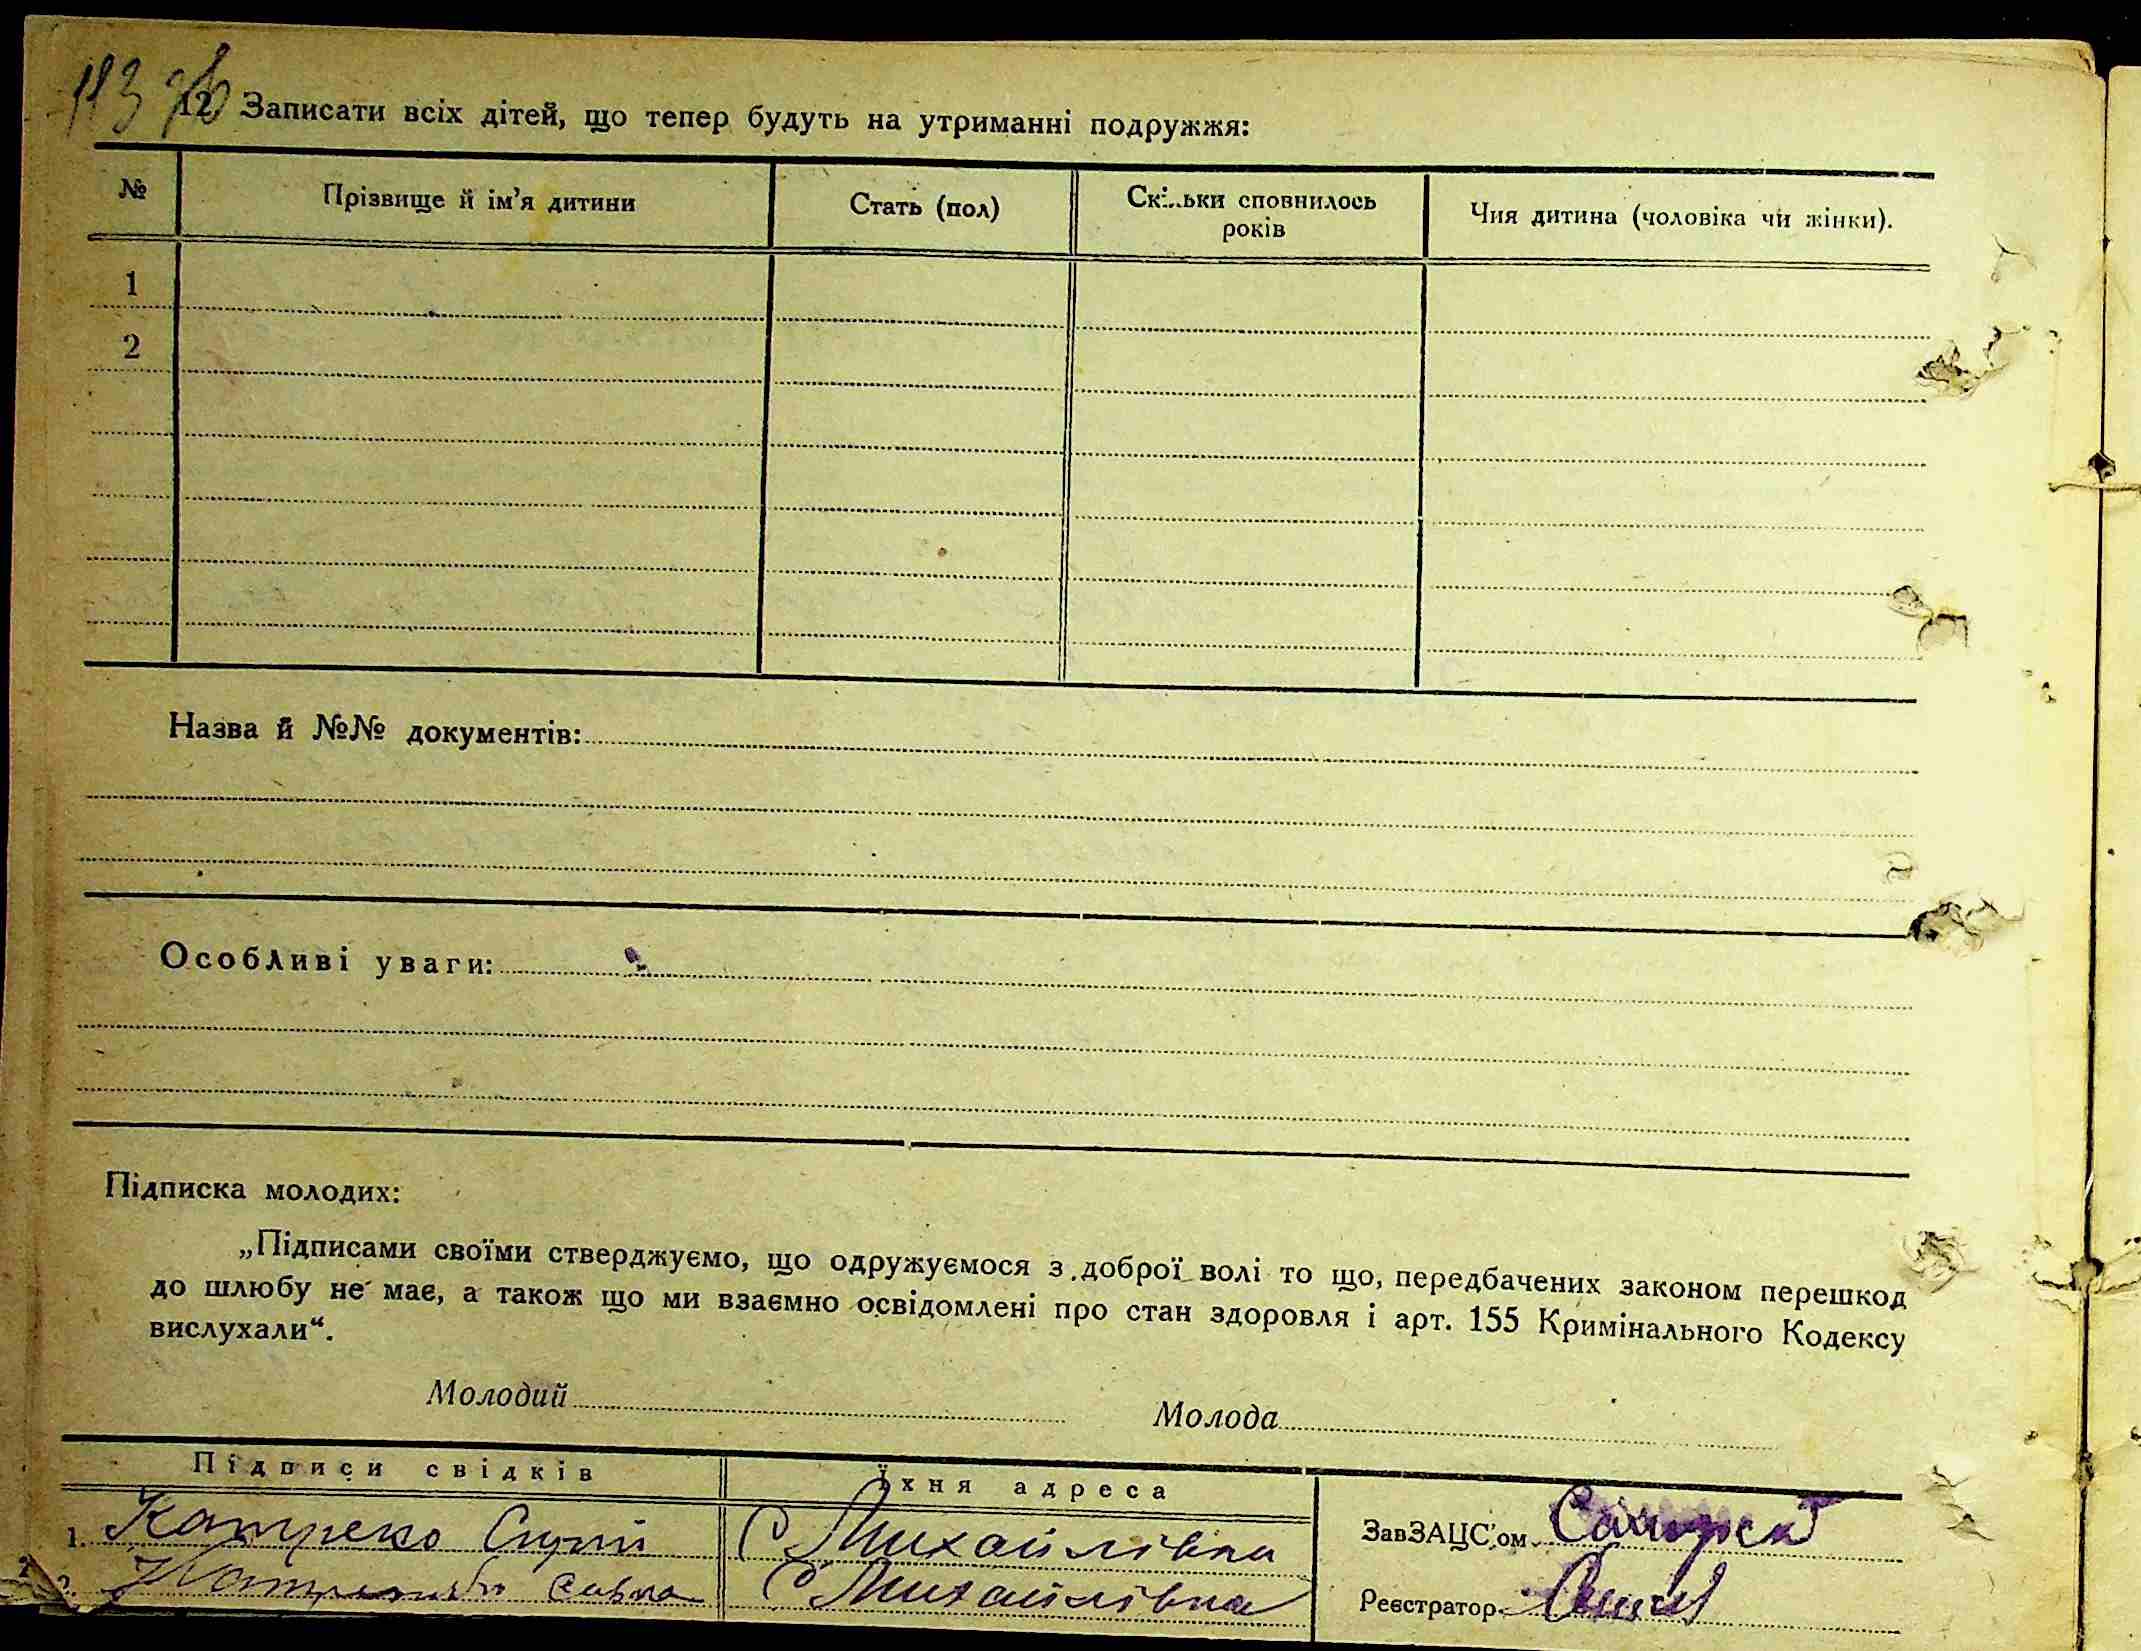 113 зв
12 Записати всіх дітей, що тепер будуть на утриманні подружжя:
№ Прізвище й ім’я дитини Стать (пол) Скільки сповнилось років Чия дитина (чоловіка чи жінки).
1
2
Назва й №№ документів:
Особливі уваги:
Підписка молодих:
„Підписами своїми стверджуємо, що одружуємося з доброї волі то що, передбачених законом перешкод
до шлюбу не має, а також що ми взаємно освідомлені про стан здоровля і арт. 155 Кримінального Кодексу
вислухали“.
Молодий Молода
Підписи свідків Їхня адреса
1. С Михайлівка ЗавЗАЦС’ом
2. Савка С Михайлівка Реєстратор